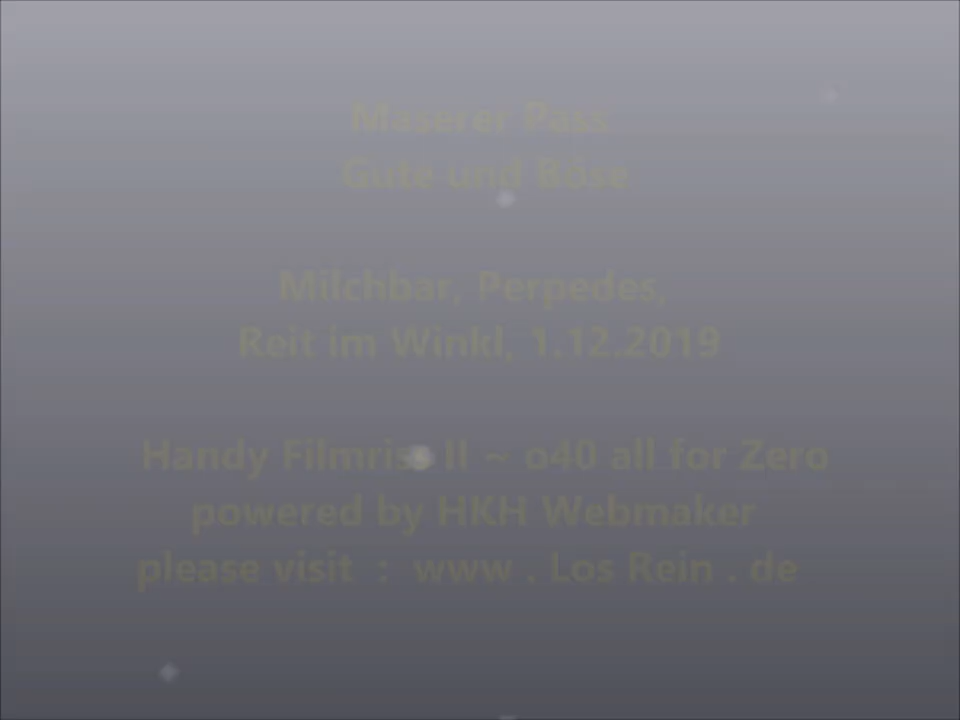 Maserer Pass
Gute und Böse
Milchbar, Perpedes,
Reit im Winkl, 1.12.2019
Handy Filmriss II ~ o40 all for Zero
powered by HKH Webmaker
please visit : www . Los Rein . de